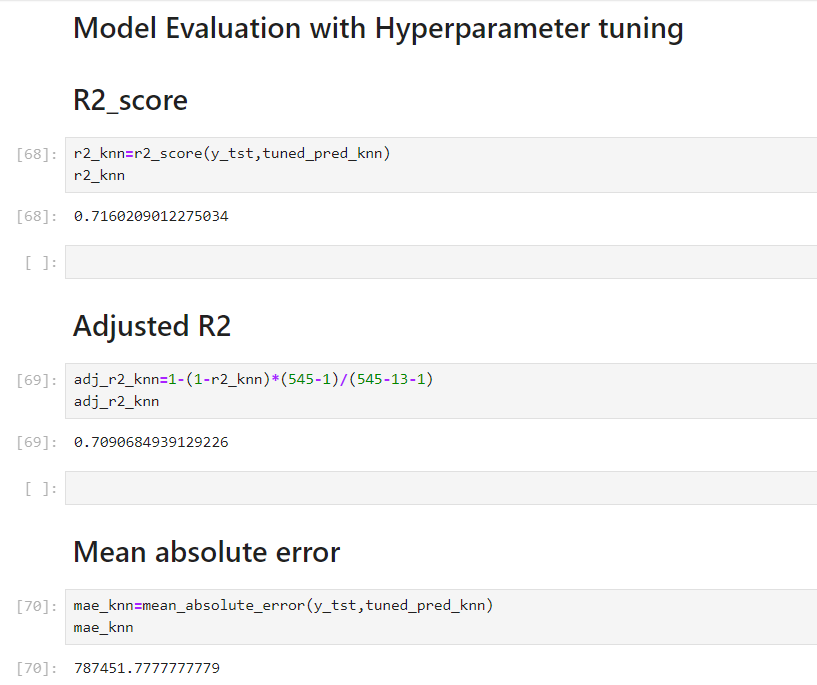 Model Evaluation with Hyperparameter tuning
R2_score
[68]: r2_knn=r2_score(y_tst,tuned_pred_knn)
r2_knn
[68]: 0.7160209012275034
[ ]:
Adjusted R2
[69]: adj_r2_knn=1-(1-r2_knn)*(545-1)/(545-13-1)
adj_r2_knn
[69]: 0.7090684939129226
[ ]:
Mean absolute error
[70]: mae_knn=mean_absolute_error(y_tst,tuned_pred_knn)
mae_knn
[70]: 787451.7777777779